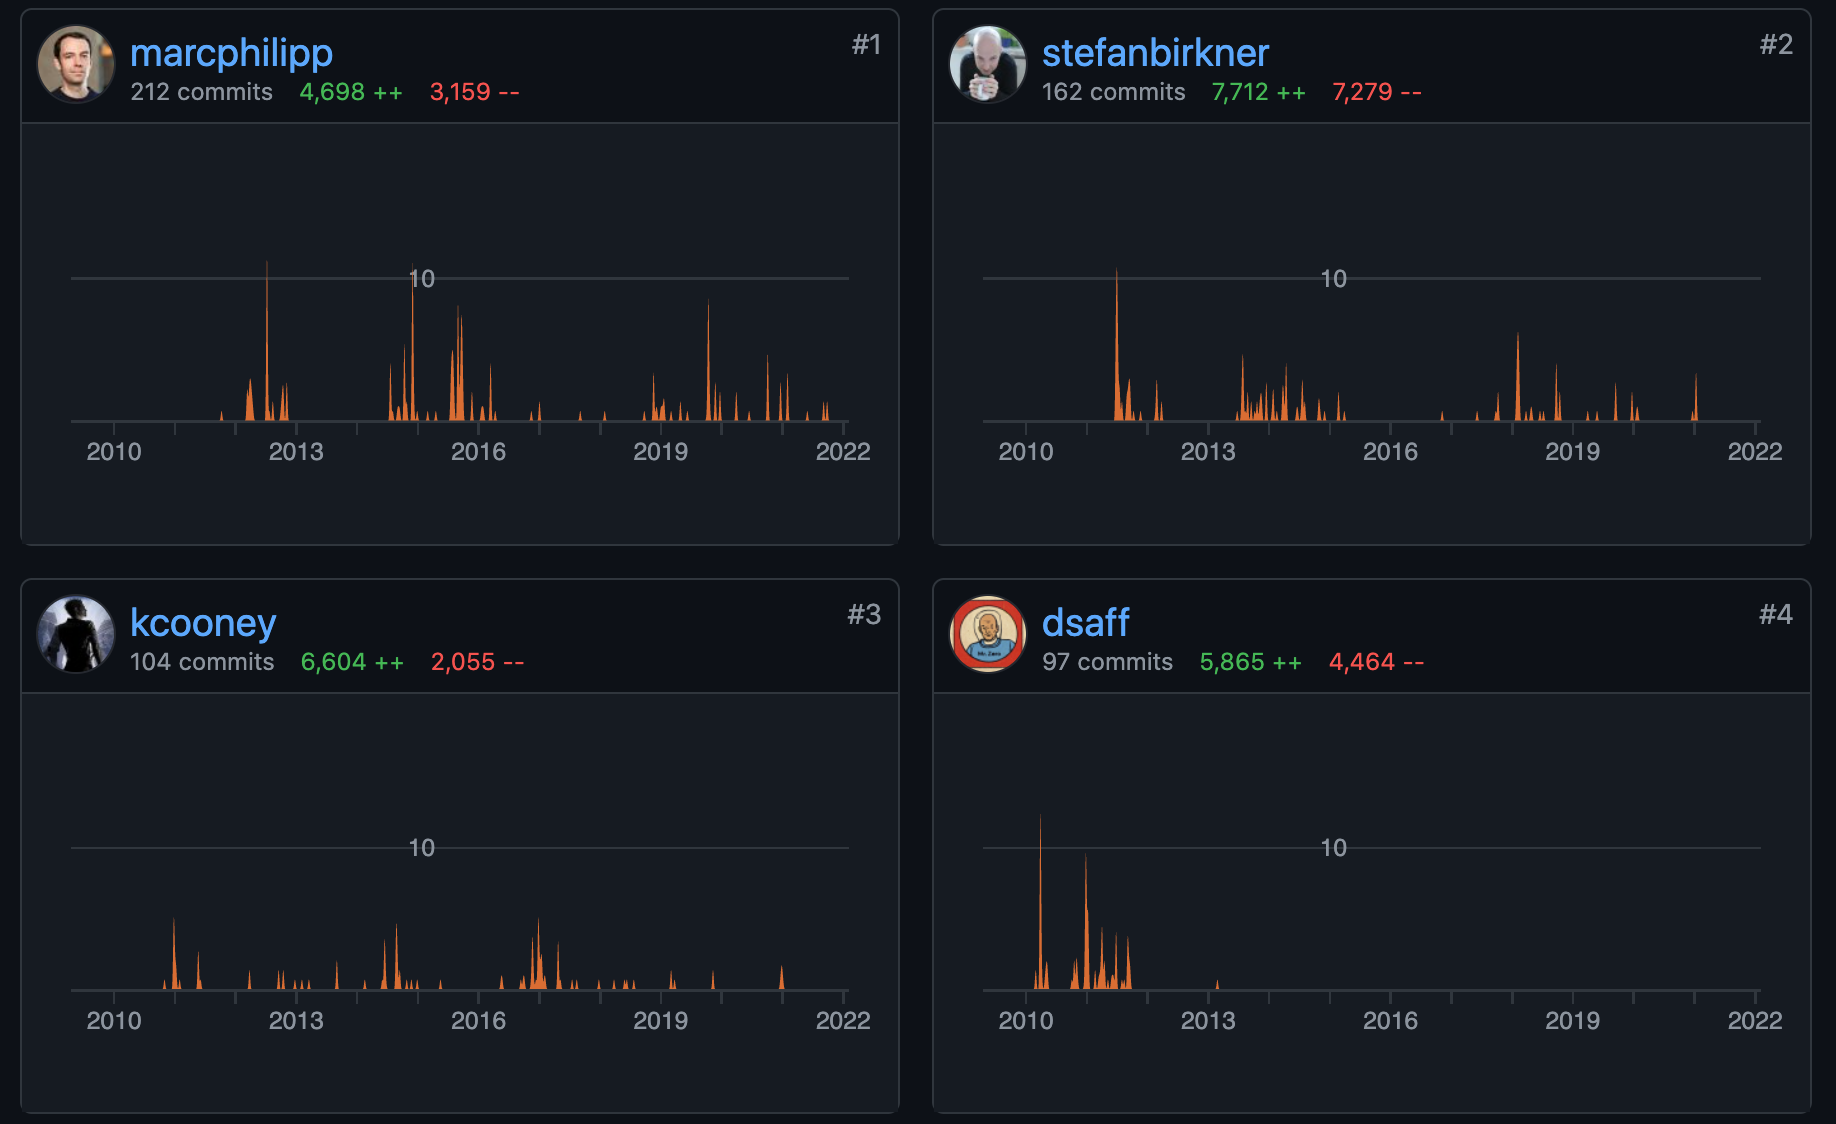 marcphilipp
#1
212 commits 4,698 ++ 3,159 --
10
2010 2013 2016 2019 2022
stefanbirkner
#2
162 commits 7,712 ++ 7,279 --
10
2010 2013 2016 2019 2022
kcooney
#3
104 commits 6,604 ++ 2,055 --
10
2010 2013 2016 2019 2022
dsaff
#4
97 commits 5,865 ++ 4,464 --
10
2010 2013 2016 2019 2022